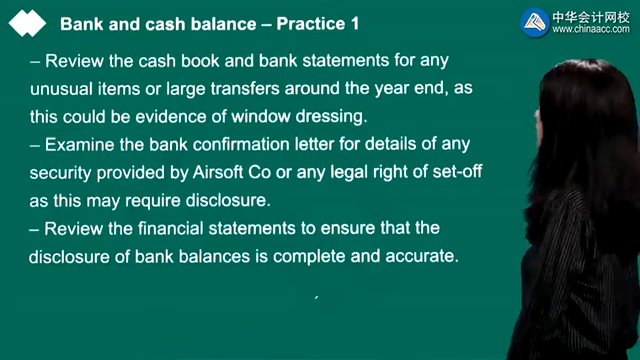 Bank and cash balance – Practice 1
中华会计网校
www.chinaacc.com
– Review the cash book and bank statements for any
unusual items or large transfers around the year end, as
this could be evidence of window dressing.
– Examine the bank confirmation letter for details of any
security provided by Airsoft Co or any legal right of set-off
as this may require disclosure.
– Review the financial statements to ensure that the
disclosure of bank balances is complete and accurate.